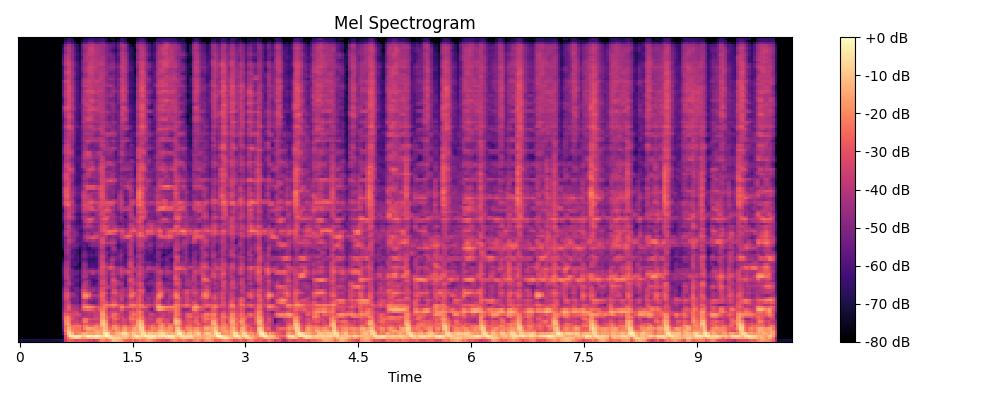 Mel Spectrogram
+0 dB
-10 dB
-20 dB
-30 dB
-40 dB
-50 dB
-60 dB
-70 dB
-80 dB
0 1.5 3 4.5 6 7.5 9
Time